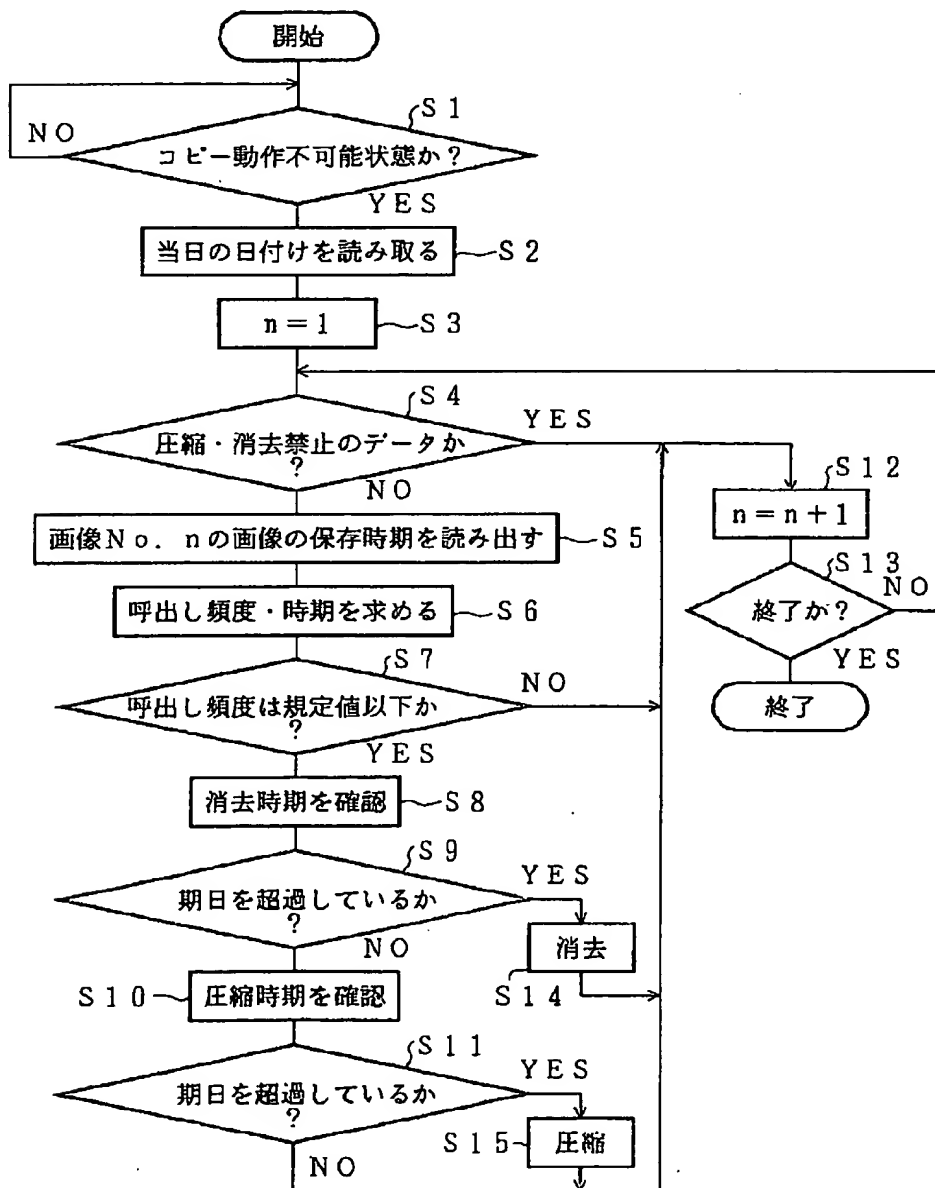 開始
S1
NO
コピー動作不可能状態か?
YES
当日の日付けを読み取る
S2
n=1
S3
S4
YES
圧縮・消去禁止のデータか
?
NO
S12
n=n+1
画像No. nの画像の保存時期を読み出す
S5
S13
NO
終了か?
YES
終了
呼出し頻度・時期を求める
S6
S7
NO
呼出し頻度は規定値以下か
?
YES
消去時期を確認
S8
S9
YES
期日を超過しているか
?
NO
消去
S14
S10
圧縮時期を確認
S11
YES
期日を超過しているか
?
NO
S15
圧縮